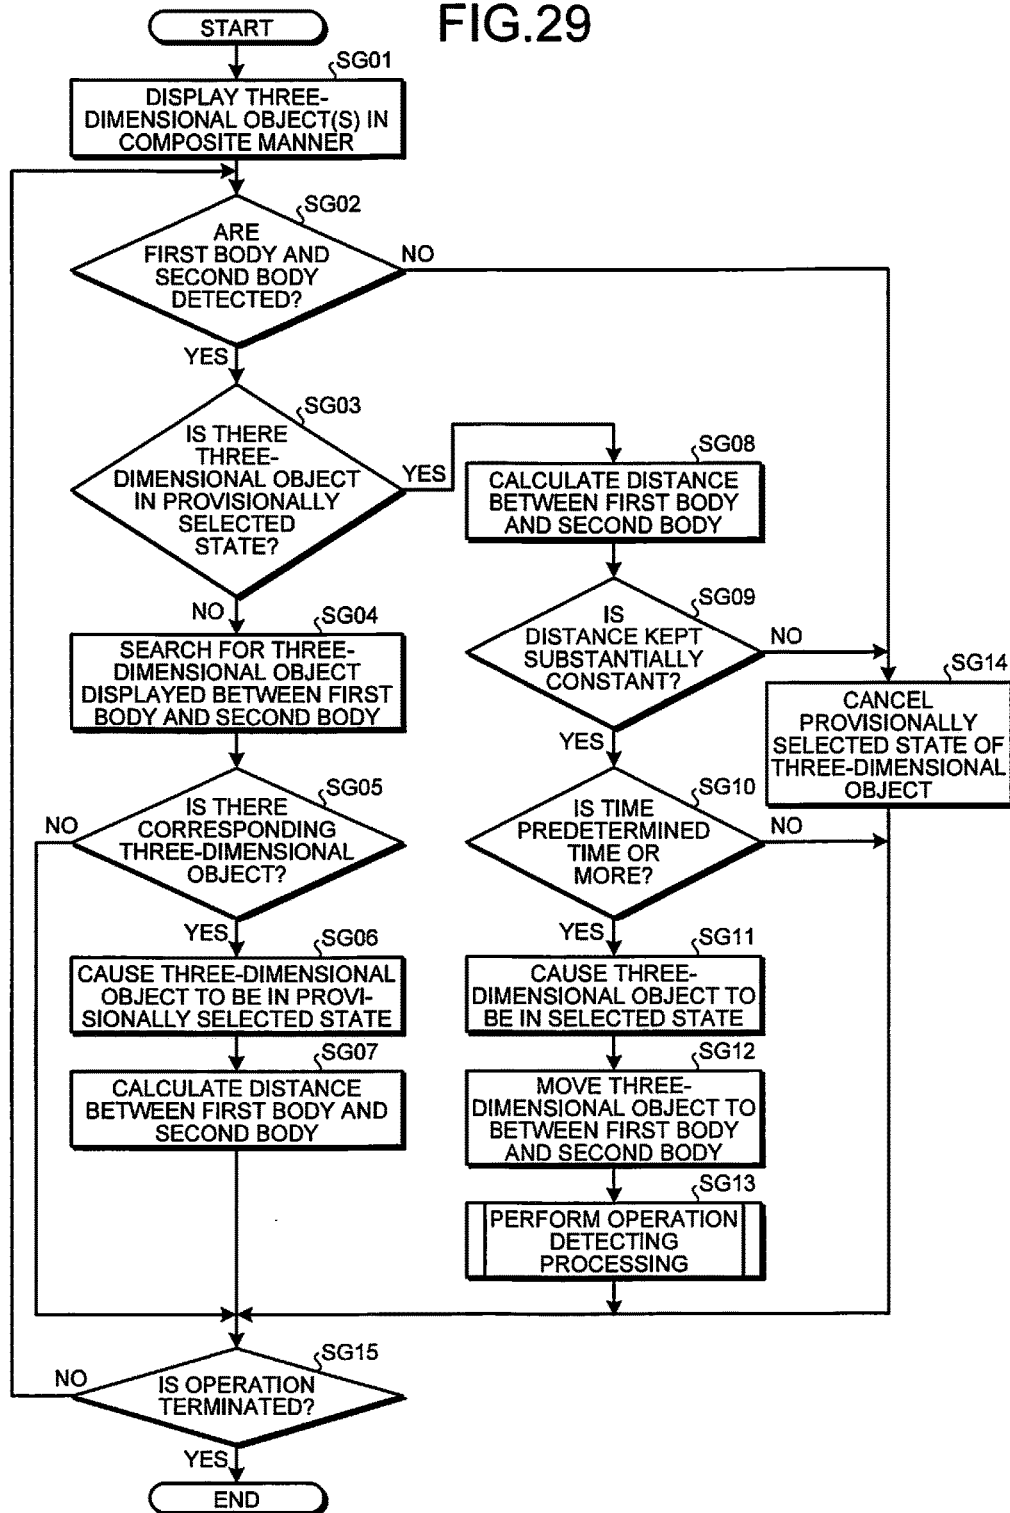 FIG.29
START
SG01
DISPLAY THREE-
DIMENSIONAL OBJECT(S) IN
COMPOSITE MANNER
SG02
ARE
FIRST BODY AND
SECOND BODY
DETECTED?
NO
YES
SG03
IS THERE
THREE-
DIMENSIONAL OBJECT
IN PROVISIONALLY
SELECTED
STATE?
YES
NO
SG04
SEARCH FOR THREE-
DIMENSIONAL OBJECT
DISPLAYED BETWEEN FIRST
BODY AND SECOND BODY
SG05
IS THERE
CORRESPONDING
THREE-DIMENSIONAL
OBJECT?
NO
YES
SG06
CAUSE THREE-DIMENSIONAL
OBJECT TO BE IN PROVI-
SIONALLY SELECTED STATE
SG07
CALCULATE DISTANCE
BETWEEN FIRST BODY AND
SECOND BODY
SG08
CALCULATE DISTANCE
BETWEEN FIRST BODY
AND SECOND BODY
SG09
IS
DISTANCE KEPT
SUBSTANTIALLY
CONSTANT?
NO
YES
SG10
IS TIME
PREDETERMINED
TIME OR
MORE?
NO
YES
SG11
CAUSE THREE-
DIMENSIONAL OBJECT TO
BE IN SELECTED STATE
SG12
MOVE THREE-
DIMENSIONAL OBJECT TO
BETWEEN FIRST BODY
AND SECOND BODY
SG13
PERFORM OPERATION
DETECTING
PROCESSING
SG14
CANCEL
PROVISIONALLY
SELECTED STATE OF
THREE-DIMENSIONAL
OBJECT
SG15
IS OPERATION
TERMINATED?
NO
YES
END